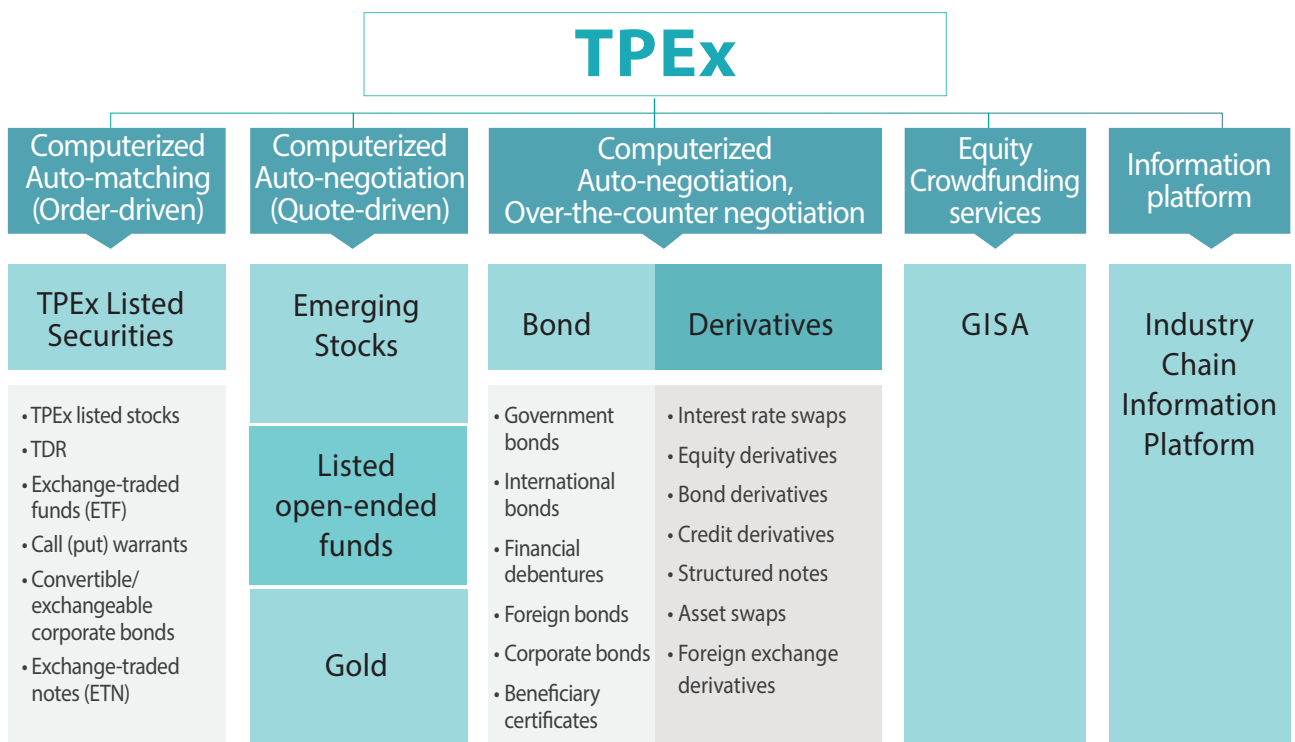 TPEx
Computerized
Auto-matching
(Order-driven)
Computerized
Auto-negotiation
(Quote-driven)
Computerized
Auto-negotiation,
Over-the-counter negotiation
Equity
Crowdfunding
services
Information
platform
TPEx Listed
Securities
• TPEx listed stocks
• TDR
• Exchange-traded
funds (ETF)
• Call (put) warrants
• Convertible/
exchangeable
corporate bonds
• Exchange-traded
notes (ETN)
Emerging
Stocks
Listed
open-ended
funds
Gold
Bond
• Government
bonds
• International
bonds
• Financial
debentures
• Foreign bonds
• Corporate bonds
• Beneficiary
certificates
Derivatives
• Interest rate swaps
• Equity derivatives
• Bond derivatives
• Credit derivatives
• Structured notes
• Asset swaps
• Foreign exchange
derivatives
GISA
Industry
Chain
Information
Platform